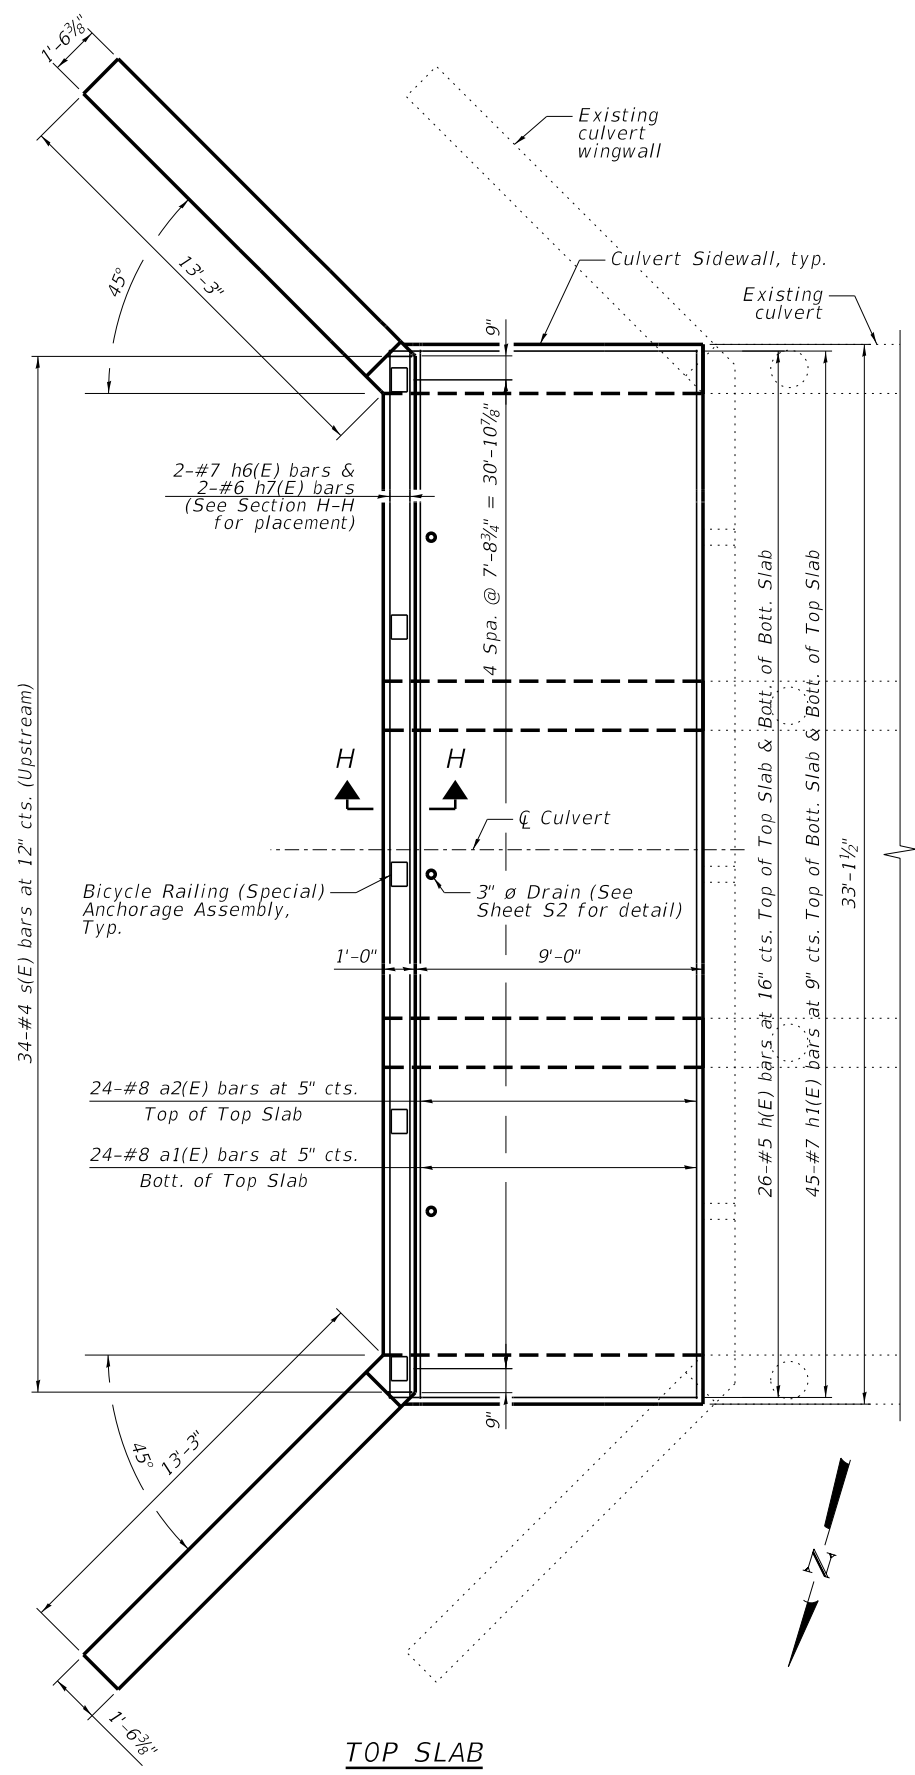 1'-6⅜"
Existing
culvert
wingwall
13'-3"
45°
Culvert Sidewall, typ.
Existing
culvert
9"
4 Spa. @ 7'-8¾" = 30'-10⅞"
2-#7 h6(E) bars &
2-#6 h7(E) bars
(See Section H-H
for placement)
34-#4 s(E) bars at 12" cts. (Upstream)
26-#5 h(E) bars at 16" cts. Top of Top Slab & Bott. of Bott. Slab
45-#7 h1(E) bars at 9" cts. Top of Bott. Slab & Bott. of Top Slab
33'-1½"
H
H
℄ Culvert
Bicycle Railing (Special)
Anchorage Assembly,
Typ.
3" ø Drain (See
Sheet S2 for detail)
1'-0"
9'-0"
24-#8 a2(E) bars at 5" cts.
Top of Top Slab
24-#8 a1(E) bars at 5" cts.
Bott. of Top Slab
9"
45°
13'-3"
1'-6⅜"
N
TOP SLAB